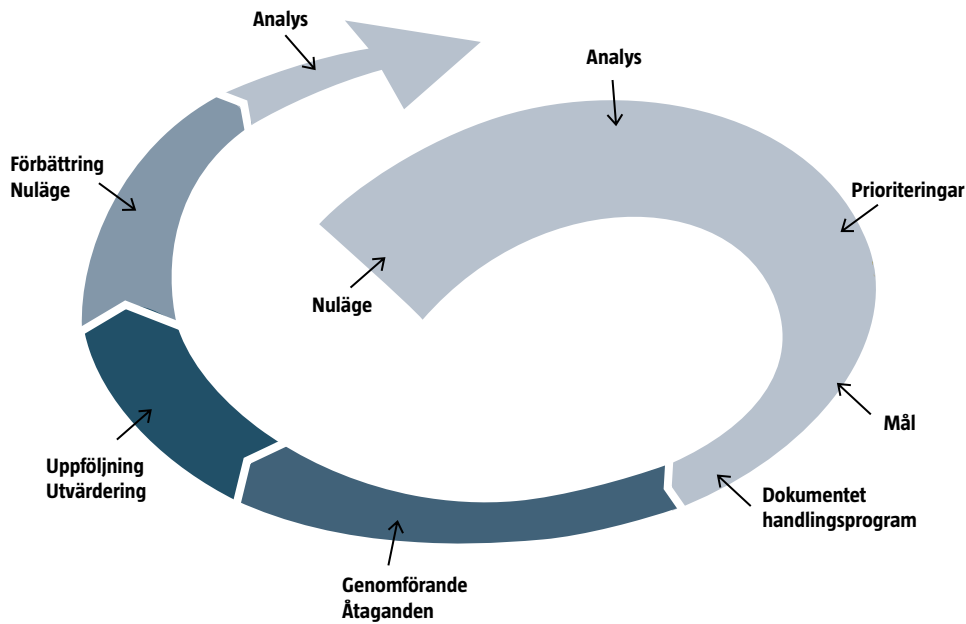 Analys
Analys
Förbättring
Nuläge
Prioriteringar
Nuläge
Mål
Uppföljning
Utvärdering
Dokumentet
handlingsprogram
Genomförande
Åtaganden